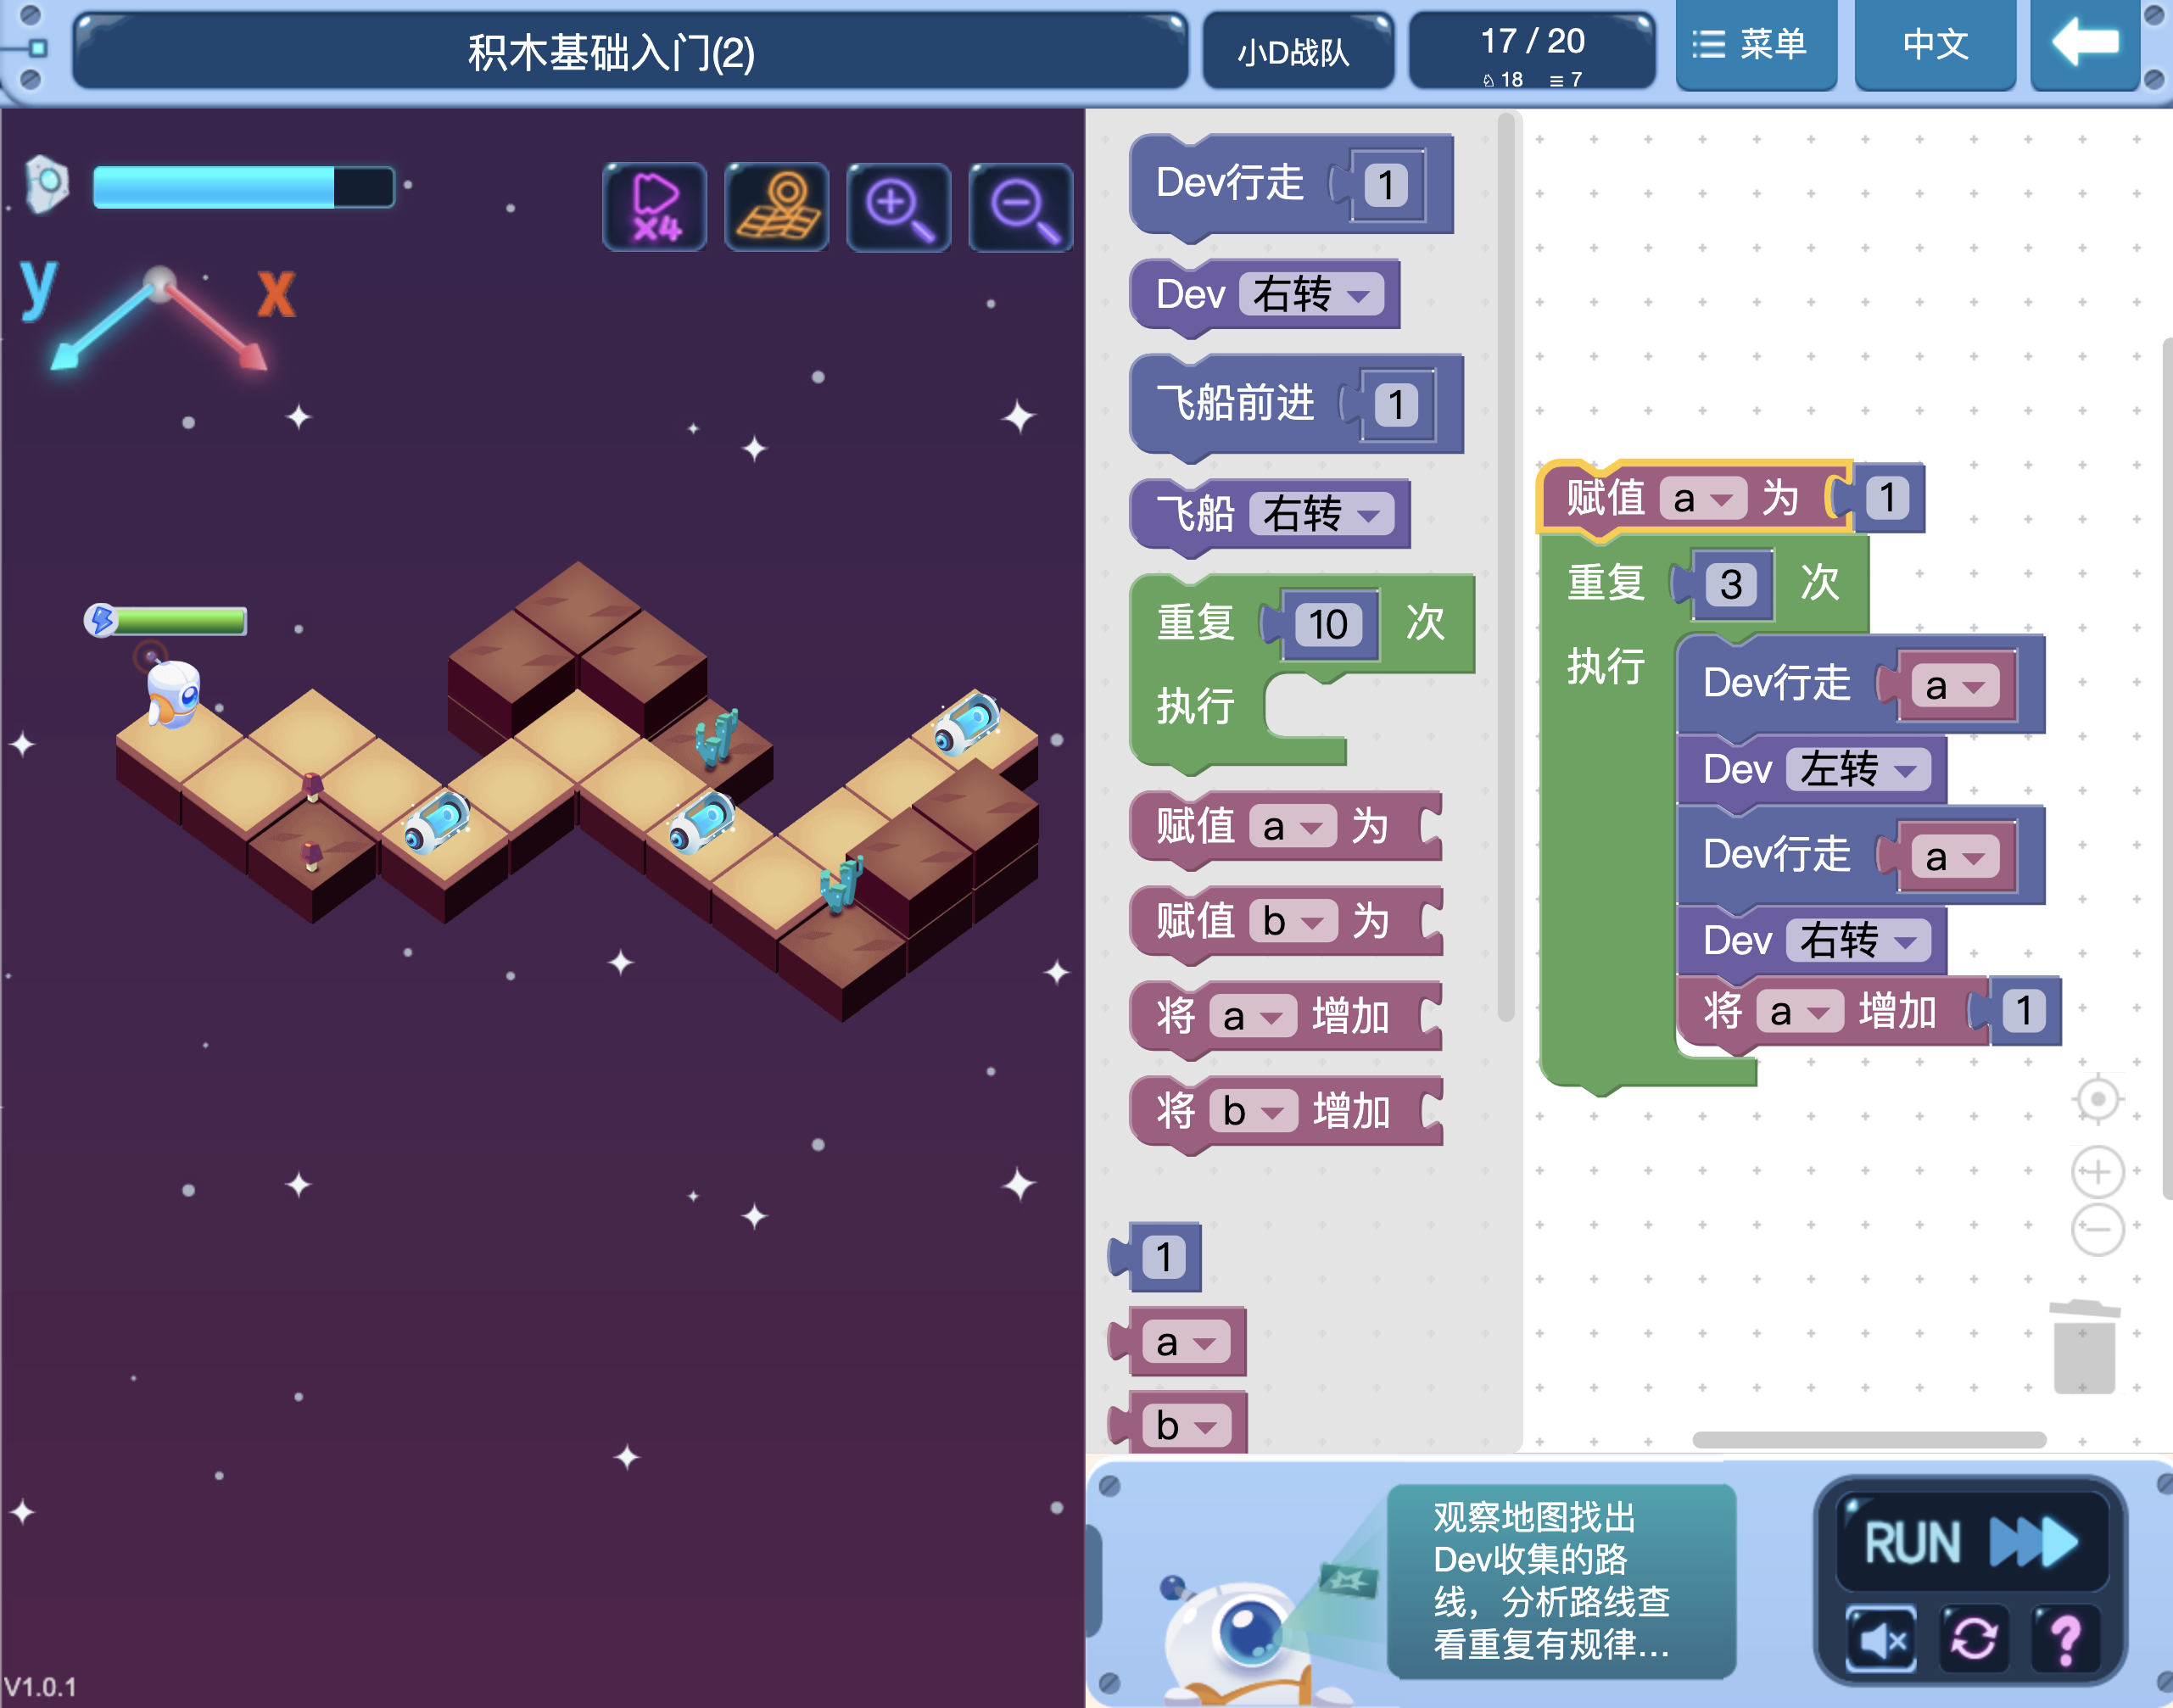 积木基础入门(2)
小D战队
17 / 20
18
7
菜单
中文
X4
y
x
V1.0.1
Dev行走 1
Dev 右转
飞船前进 1
飞船 右转
重复 10 次
执行
赋值 a 为
赋值 b 为
将 a 增加
将 b 增加
1
a
b
赋值 a 为 1
重复 3 次
执行
Dev行走 a
Dev 左转
Dev行走 a
Dev 右转
将 a 增加 1
观察地图找出
Dev收集的路
线，分析路线查
看重复有规律...
RUN
?